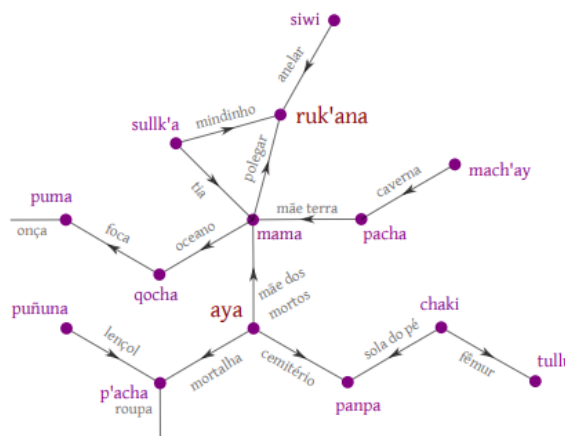 siwi
anelar
ruk'ana
mindinho
sullk'a
polegar
tia
mach'ay
caverna
puma
onça
foca
oceano
mama
mãe terra
pacha
qocha
mãe dos
mortos
puñuna
lençol
aya
chaki
mortalha
cemitério
sola do pé
fêmur
tullu
p'acha
roupa
panpa